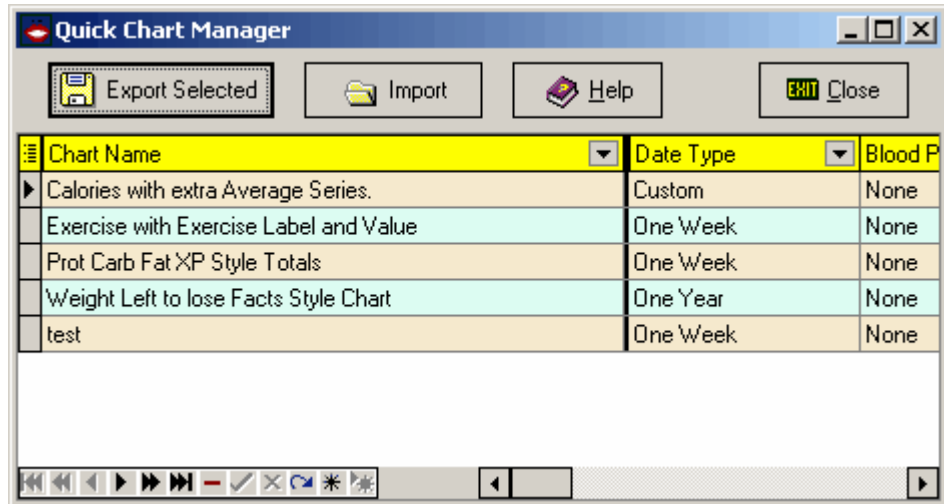 Quick Chart Manager
Export Selected Import Help EXIT Close
Chart Name Date Type Blood P
Calories with extra Average Series. Custom None
Exercise with Exercise Label and Value One Week None
Prot Carb Fat XP Style Totals One Week None
Weight Left to lose Facts Style Chart One Year None
test One Week None